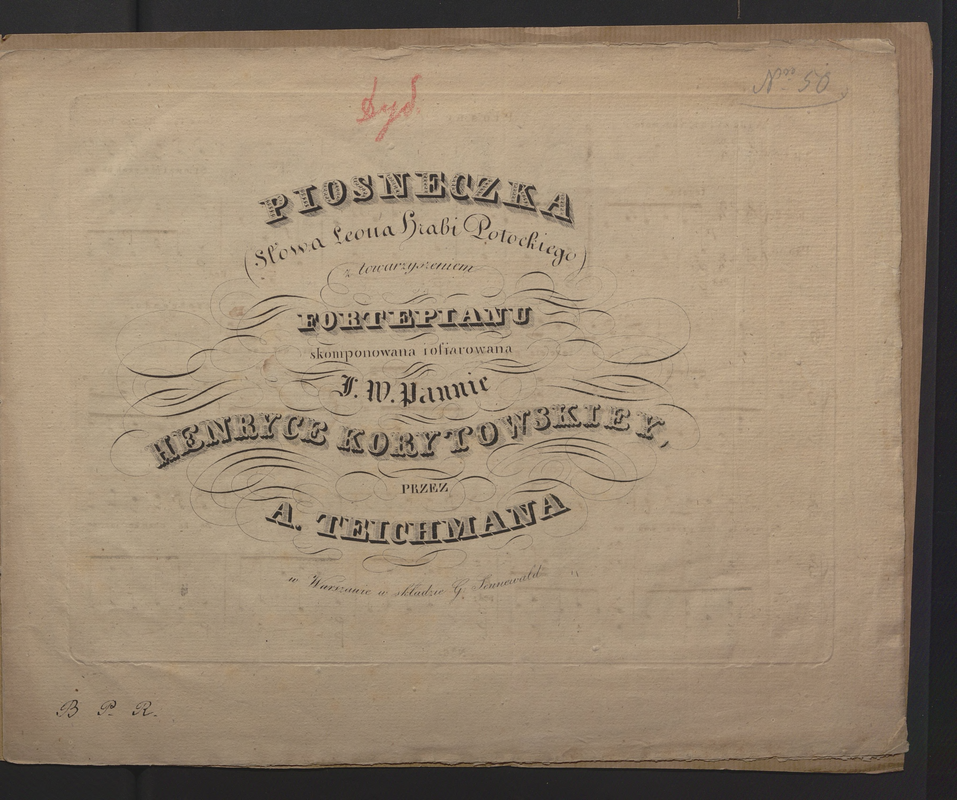 Nro 50
Dyd
PIOSNECZKA
(Słowa Leona Hrabi Potockiego)
z towarzyszeniem
FORTEPIANU
skomponowana i ofiarowana
J. W. Pannie
HENRYCE KORYTOWSKIEY,
PRZEZ
A. TEICHMANA
w Warszawie w składzie G. Sennewald
B P. R.